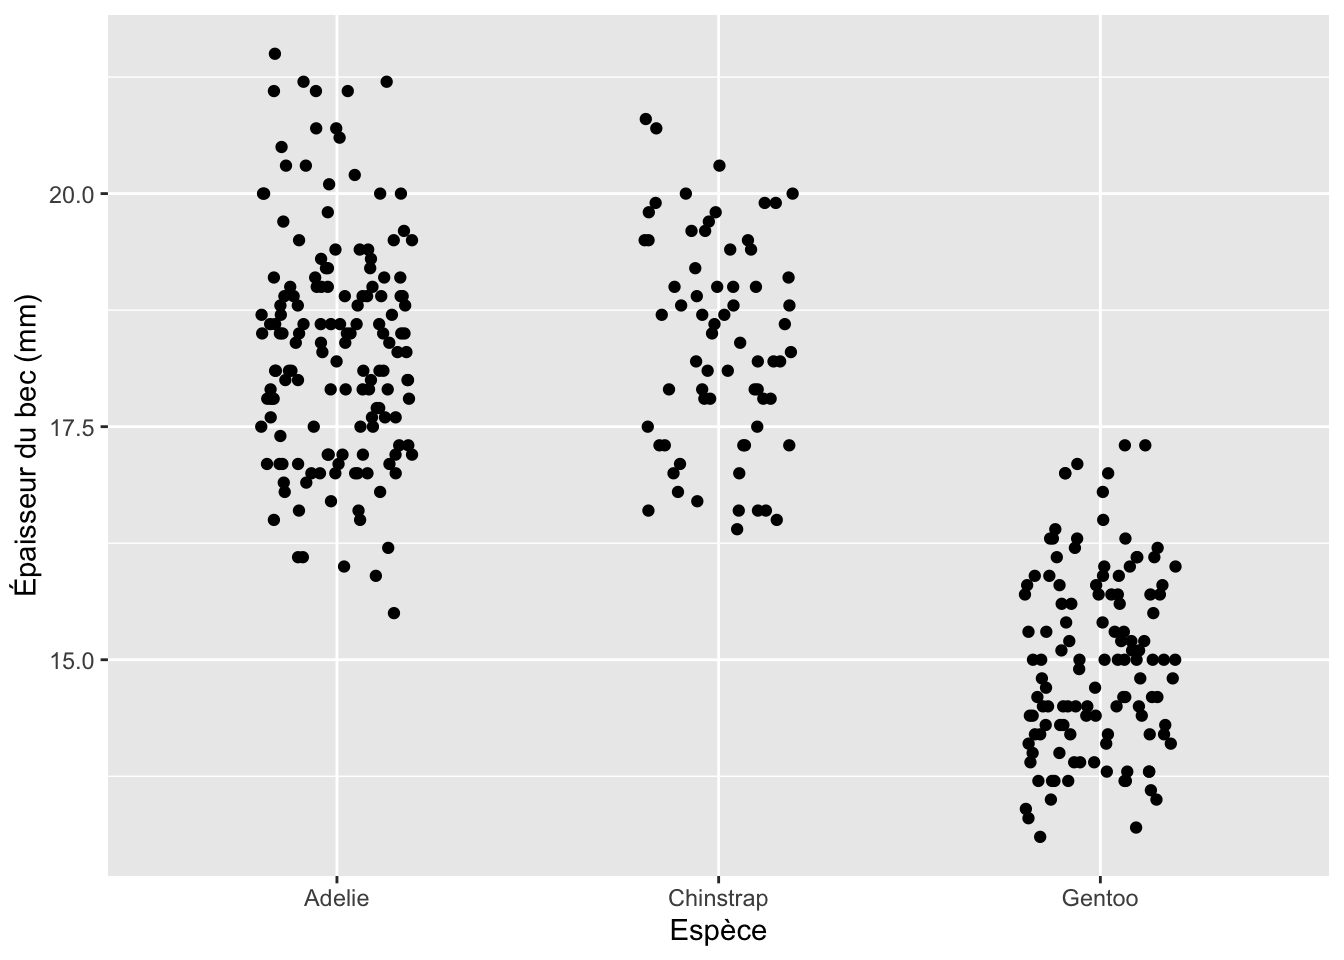 Épaisseur du bec (mm)
20.0
17.5
15.0
Adelie
Chinstrap
Gentoo
Espèce